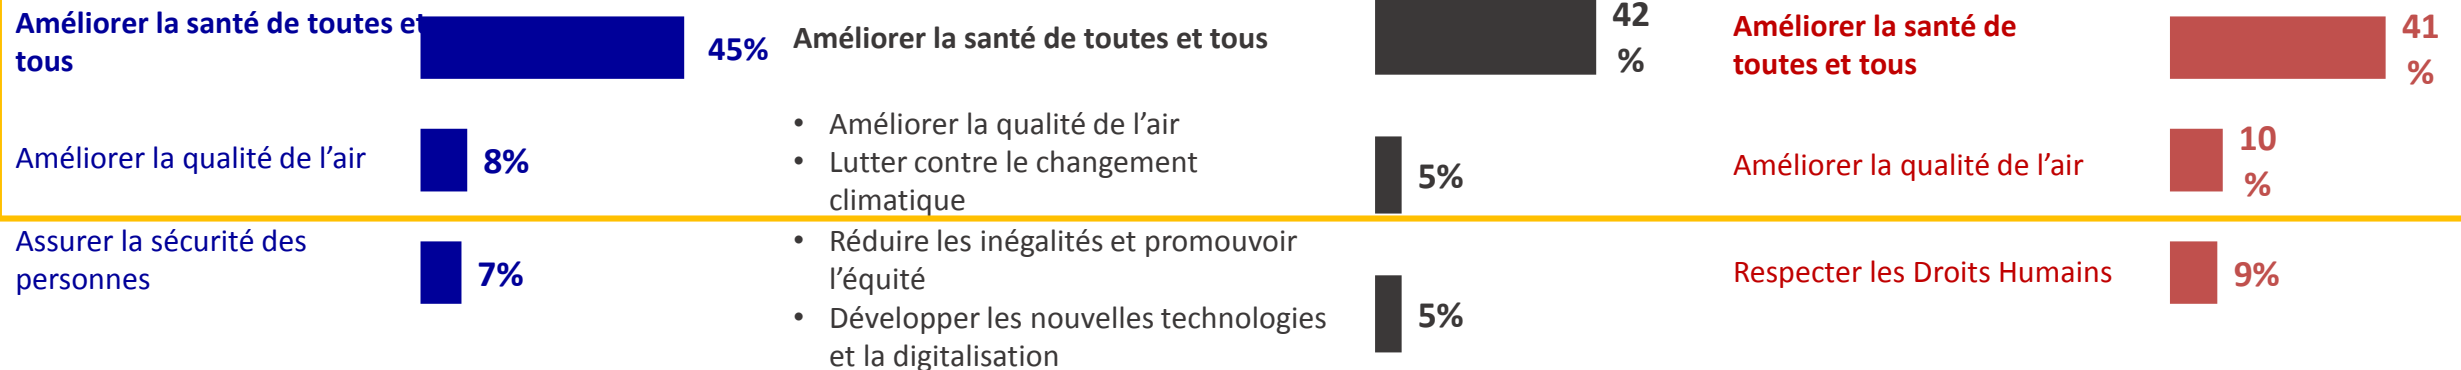 Améliorer la santé de toutes et
tous
45%
Améliorer la qualité de l’air
8%
Assurer la sécurité des
personnes
7%
Améliorer la santé de toutes et tous
42
%
• Améliorer la qualité de l’air
• Lutter contre le changement
climatique
5%
• Réduire les inégalités et promouvoir
l’équité
• Développer les nouvelles technologies
et la digitalisation
5%
Améliorer la santé de
toutes et tous
41
%
Améliorer la qualité de l’air
10
%
Respecter les Droits Humains
9%